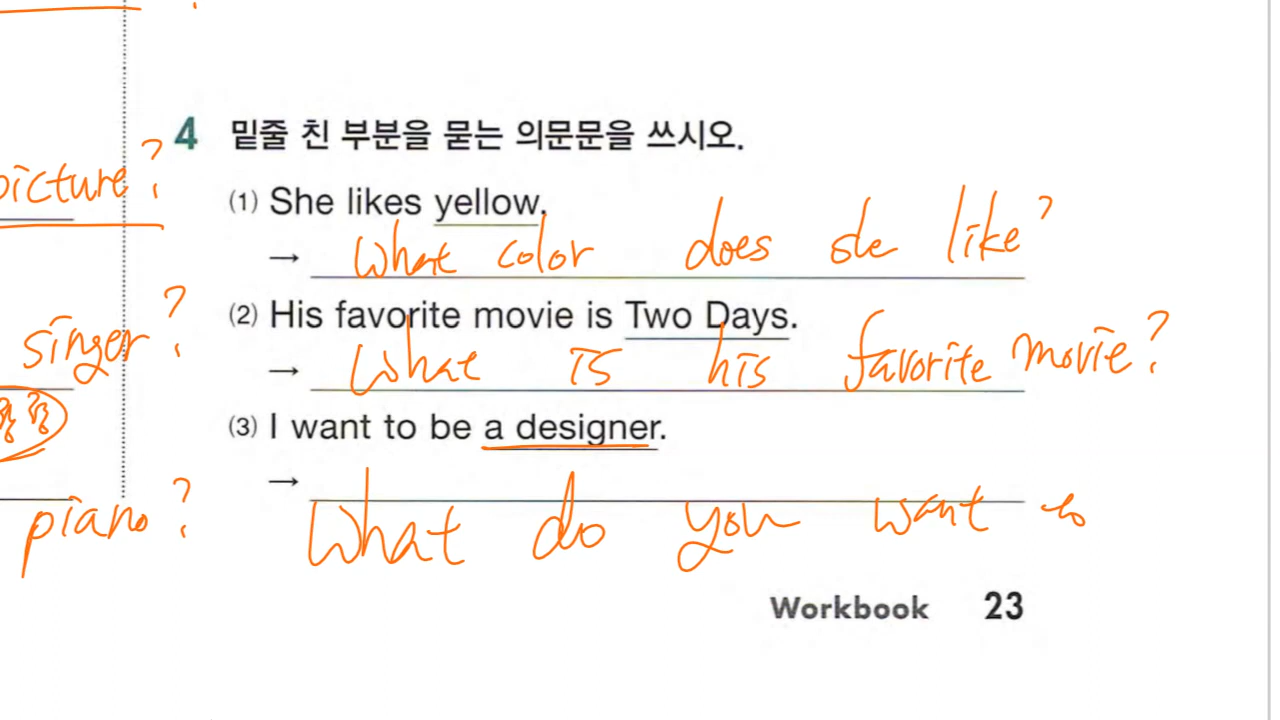 picture?
4 밑줄 친 부분을 묻는 의문문을 쓰시오.
(1) She likes yellow.
→ What color does she like?
(2) His favorite movie is Two Days.
singer?
→ What is his favorite movie?
(3) I want to be a designer.
→ What do you want to
piano?
Workbook 23